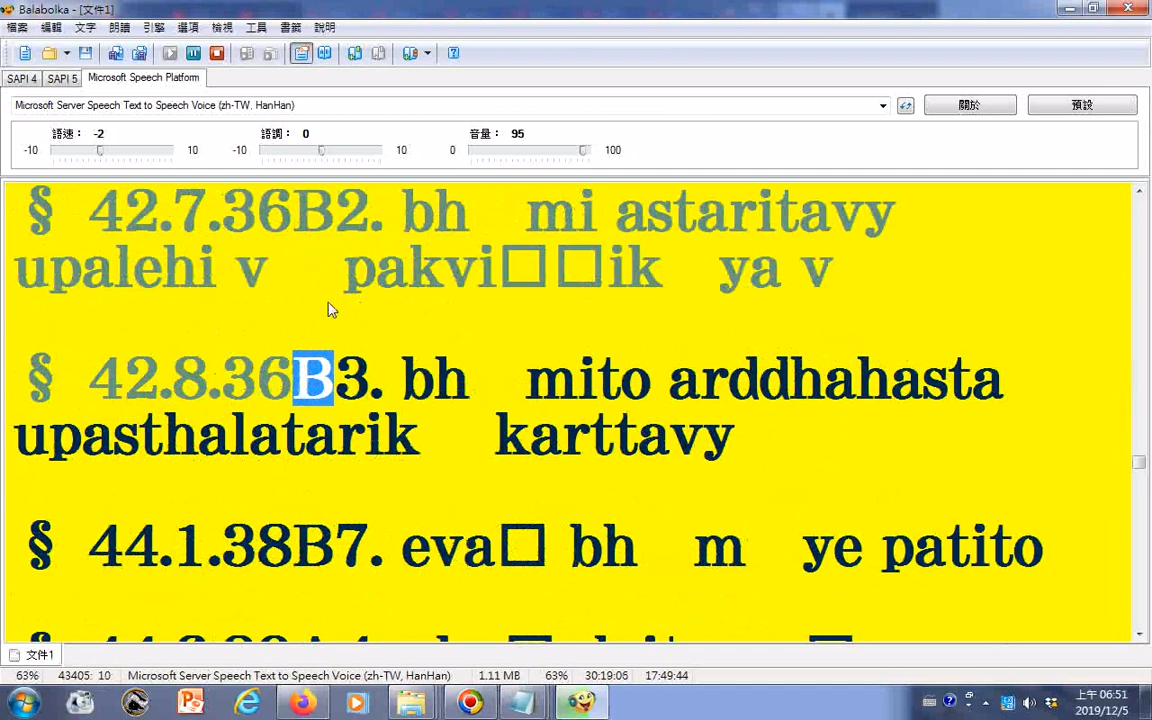 Balabolka - [文件1]
檔案 編輯 文字 朗讀 引擎 選項 檢視 工具 書籤 說明
SAPI 4 SAPI 5 Microsoft Speech Platform
Microsoft Server Speech Text to Speech Voice (zh-TW, HanHan) 關於 預設
語速： -2 語調： 0 音量： 95
-10 10 -10 10 0 100
§ 42.7.36B2. bh mi astaritavy
upalehi v pakvi□□ik ya v
§ 42.8.36B3. bh mito arddhahasta
upasthalatarik karttavy
§ 44.1.38B7. eva□ bh m ye patito
文件1
63% 43405: 10 Microsoft Server Speech Text to Speech Voice (zh-TW, HanHan) 1.11 MB 63% 30:19:06 17:49:44
上午 06:51
2019/12/5